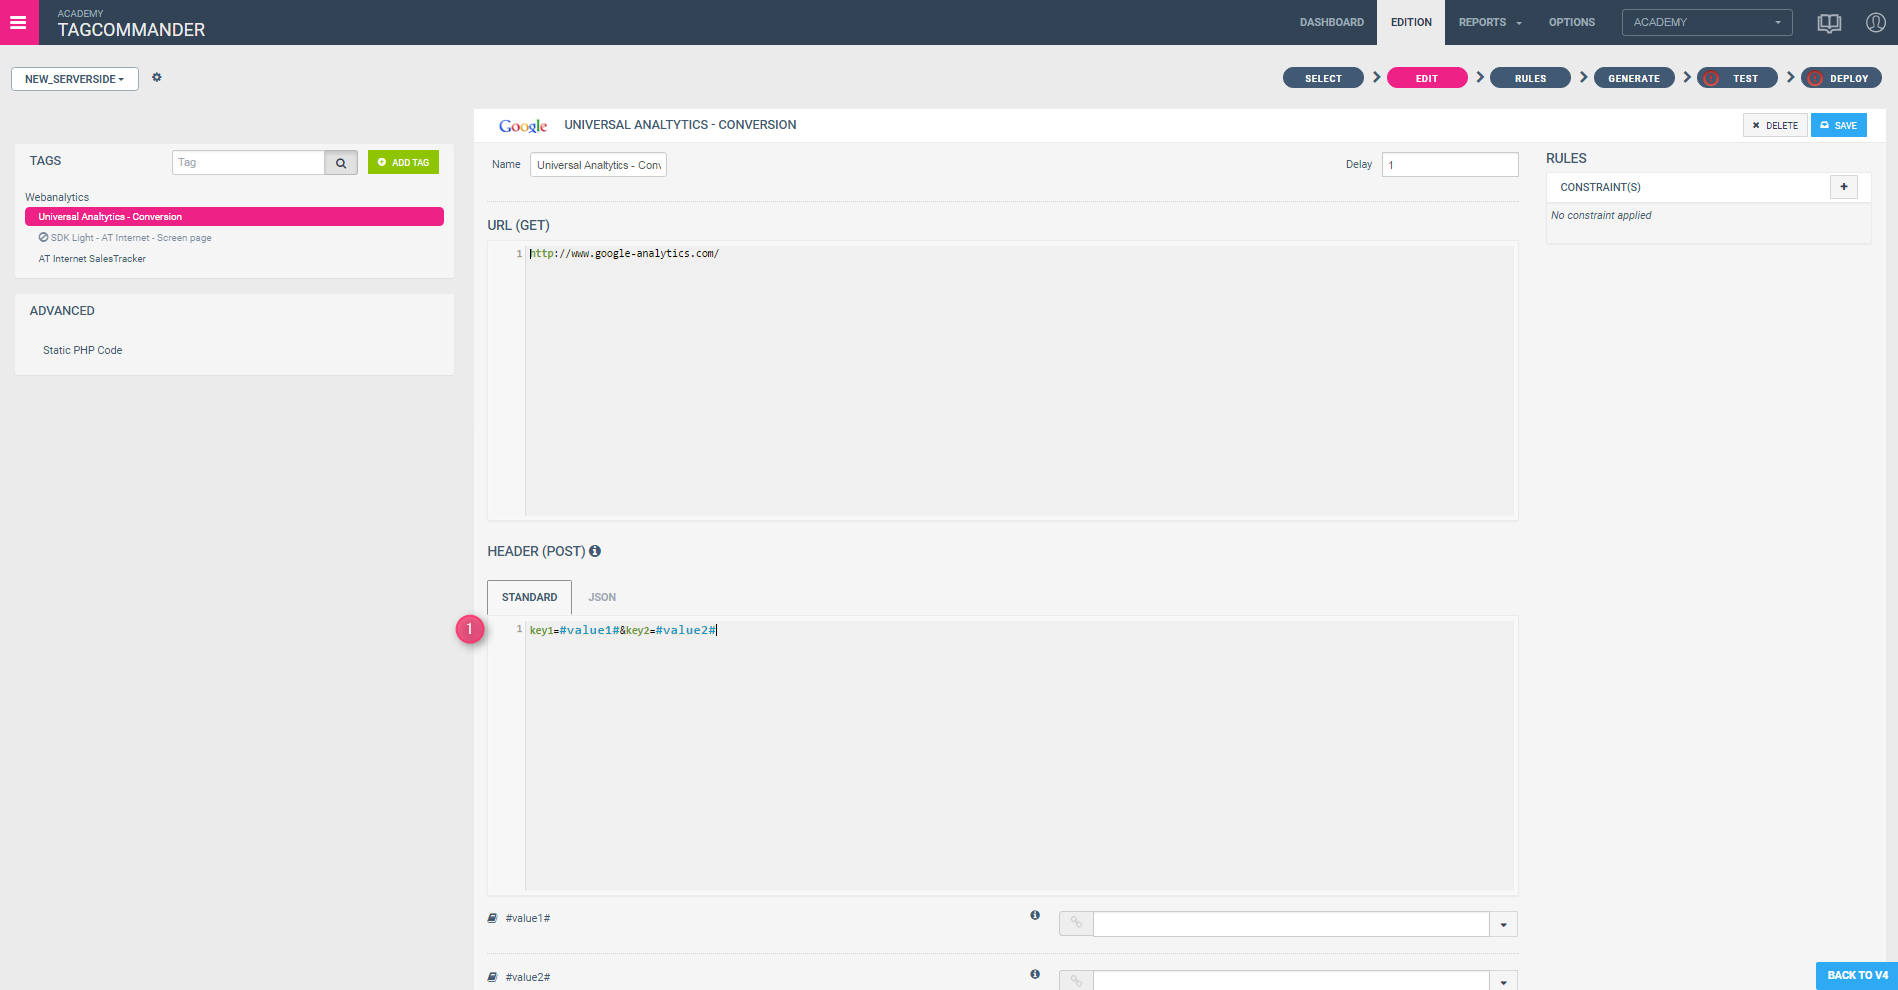 ACADEMY
TAGCOMMANDER
DASHBOARD
EDITION
REPORTS
OPTIONS
ACADEMY
NEW_SERVERSIDE
SELECT
EDIT
RULES
GENERATE
TEST
DEPLOY
Google
UNIVERSAL ANALTYTICS - CONVERSION
DELETE
SAVE
TAGS
Tag
ADD TAG
Webanalytics
Universal Analtytics - Conversion
SDK Light - AT Internet - Screen page
AT Internet SalesTracker
ADVANCED
Static PHP Code
Name
Universal Analtytics - Conv
Delay
1
RULES
CONSTRAINT(S)
No constraint applied
URL (GET)
1
http://www.google-analytics.com/
HEADER (POST)
STANDARD
JSON
1
1
key1=#value1#&key2=#value2#
#value1#
#value2#
BACK TO V4